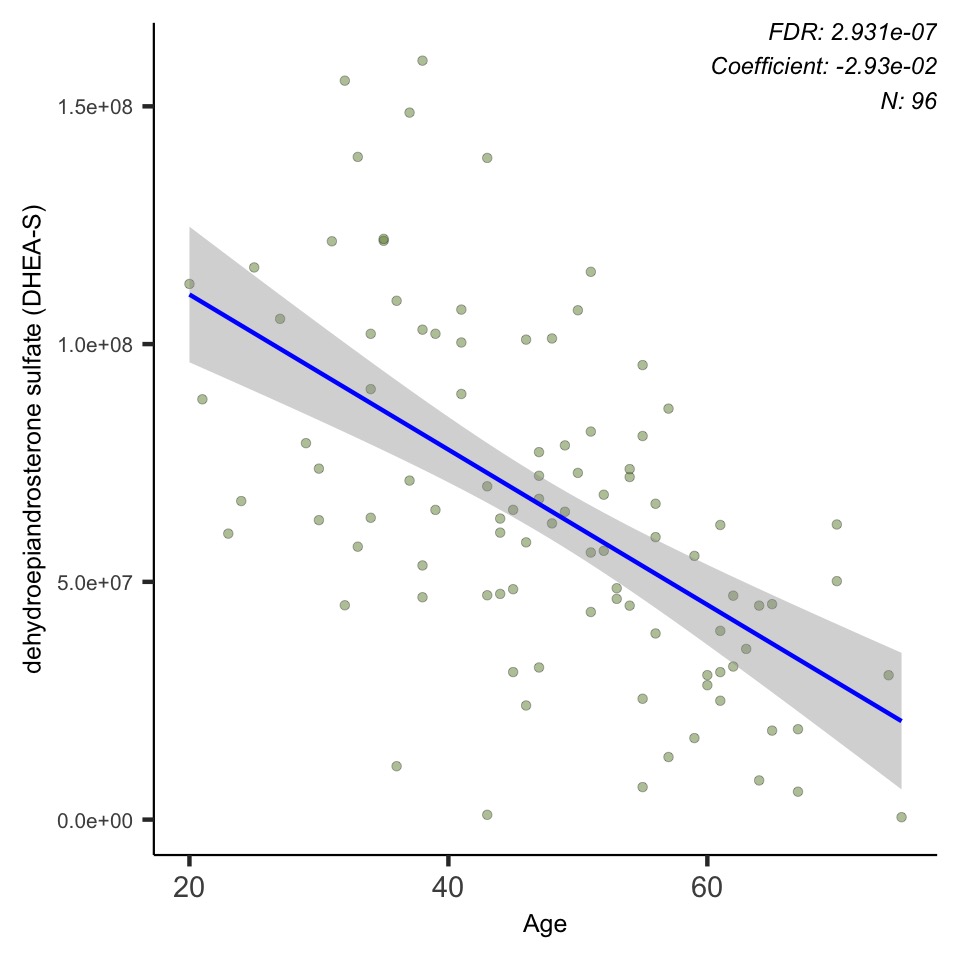 FDR: 2.931e-07
Coefficient: -2.93e-02
N: 96
dehydroepiandrosterone sulfate (DHEA-S)
1.5e+08
1.0e+08
5.0e+07
0.0e+00
20 40 60
Age